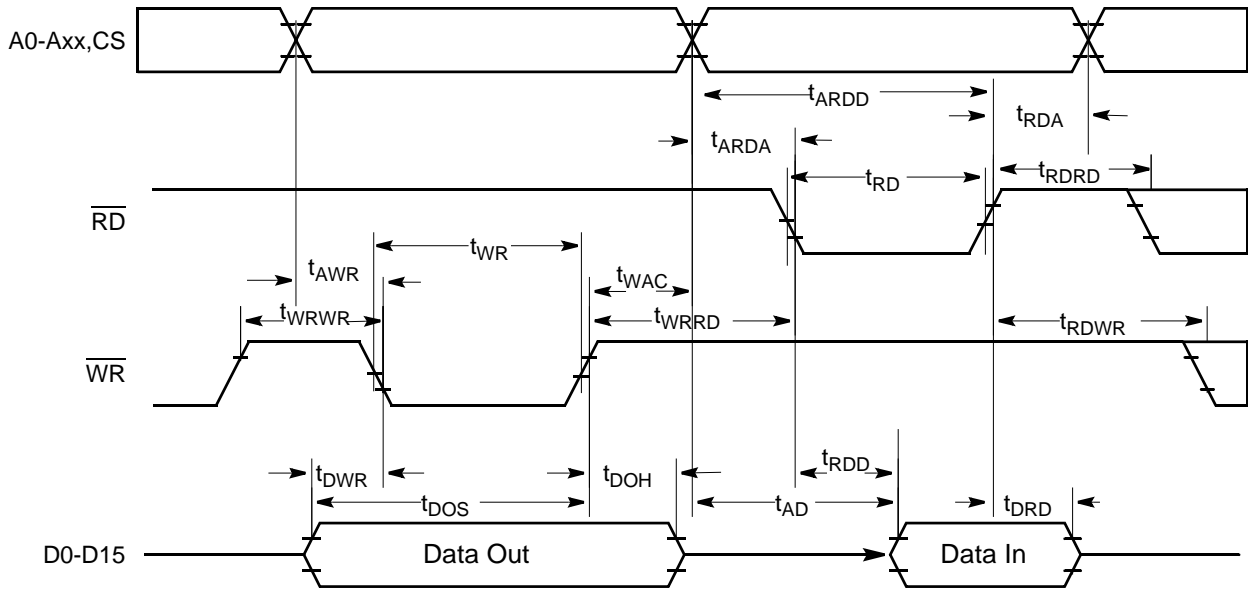 A0-Axx,CS
tARDD
tRDA
tARDA
tRD
tRDRD
RD
tWR
tAWR
tWAC
tWRWR
tWRRD
tRDWR
WR
tRDD
tDWR
tDOH
tDOS
tAD
tDRD
D0-D15
Data Out
Data In